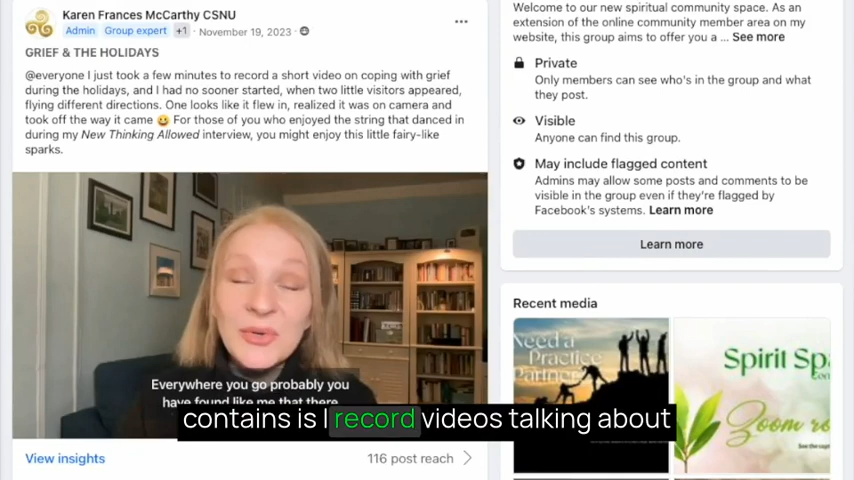 Karen Frances McCarthy CSNU
Admin Group expert +1 · November 19, 2023 ·
GRIEF & THE HOLIDAYS
@everyone I just took a few minutes to record a short video on coping with grief
during the holidays, and I had no sooner started, when two little visitors appeared,
flying different directions. One looks like it flew in, realized it was on camera and
took off the way it came 😀 For those of you who enjoyed the string that danced in
during my New Thinking Allowed interview, you might enjoy this little fairy-like
sparks.
Everywhere you go probably you
have found like me that there
contains is I record videos talking about
View insights
116 post reach
Welcome to our new spiritual community space. As an
extension of the online community member area on my
website, this group aims to offer you a ... See more
Private
Only members can see who's in the group and what
they post.
Visible
Anyone can find this group.
May include flagged content
Admins may allow some posts and comments to be
visible in the group even if they're flagged by
Facebook's systems. Learn more
Learn more
Recent media
Need a
Practice
Partner
Spirit Spa
Zoom